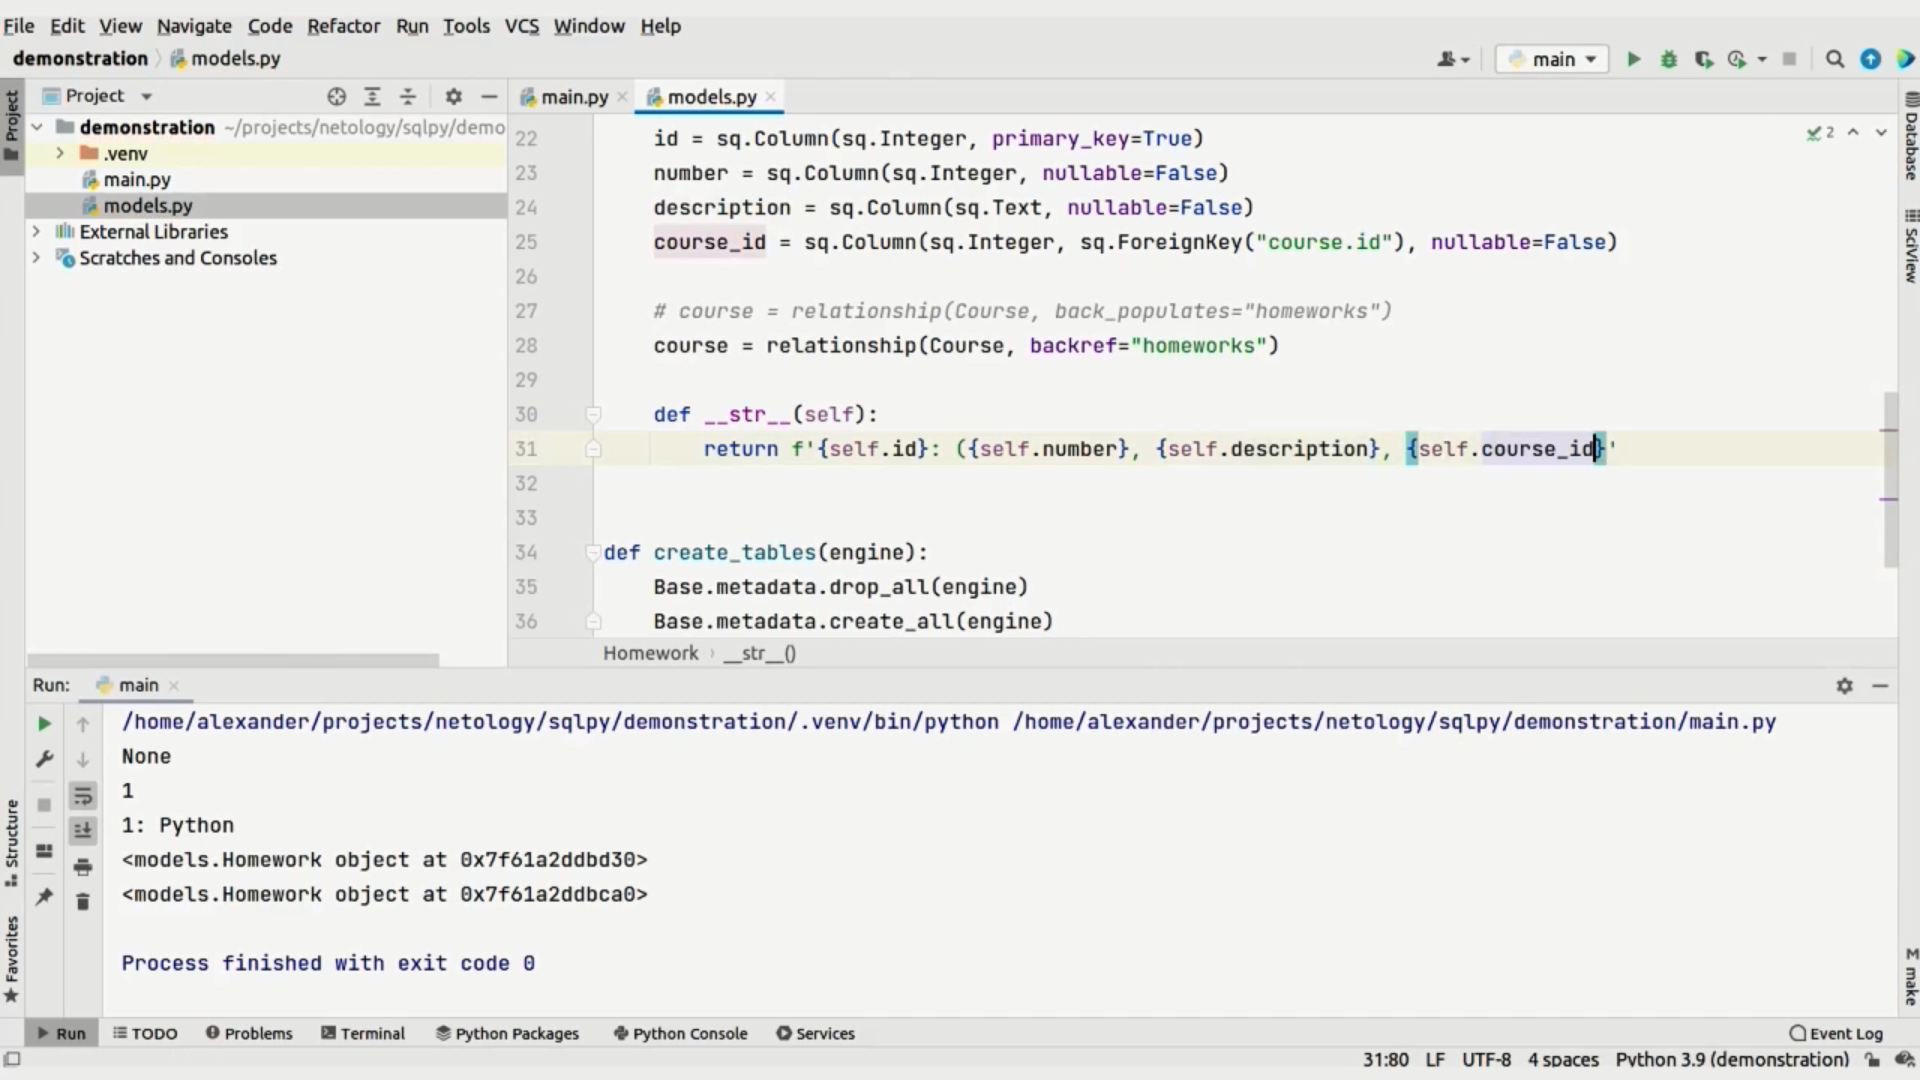 File Edit View Navigate Code Refactor Run Tools VCS Window Help
demonstration models.py
main
Project
main.py
models.py
Project
demonstration ~/projects/netology/sqlpy/demo
.venv
main.py
models.py
External Libraries
Scratches and Consoles
22 id = sq.Column(sq.Integer, primary_key=True)
23 number = sq.Column(sq.Integer, nullable=False)
24 description = sq.Column(sq.Text, nullable=False)
25 course_id = sq.Column(sq.Integer, sq.ForeignKey("course.id"), nullable=False)
26
27 # course = relationship(Course, back_populates="homeworks")
28 course = relationship(Course, backref="homeworks")
29
30 def __str__(self):
31 return f'{self.id}: ({self.number}, {self.description}, {self.course_id}'
32
33
34 def create_tables(engine):
35 Base.metadata.drop_all(engine)
36 Base.metadata.create_all(engine)
2
Homework __str__()
Database
SciView
make
Run: main
/home/alexander/projects/netology/sqlpy/demonstration/.venv/bin/python /home/alexander/projects/netology/sqlpy/demonstration/main.py
None
1
1: Python
<models.Homework object at 0x7f61a2ddbd30>
<models.Homework object at 0x7f61a2ddbca0>
Process finished with exit code 0
Structure
Favorites
Run TODO Problems Terminal Python Packages Python Console Services Event Log
31:80 LF UTF-8 4 spaces Python 3.9 (demonstration)